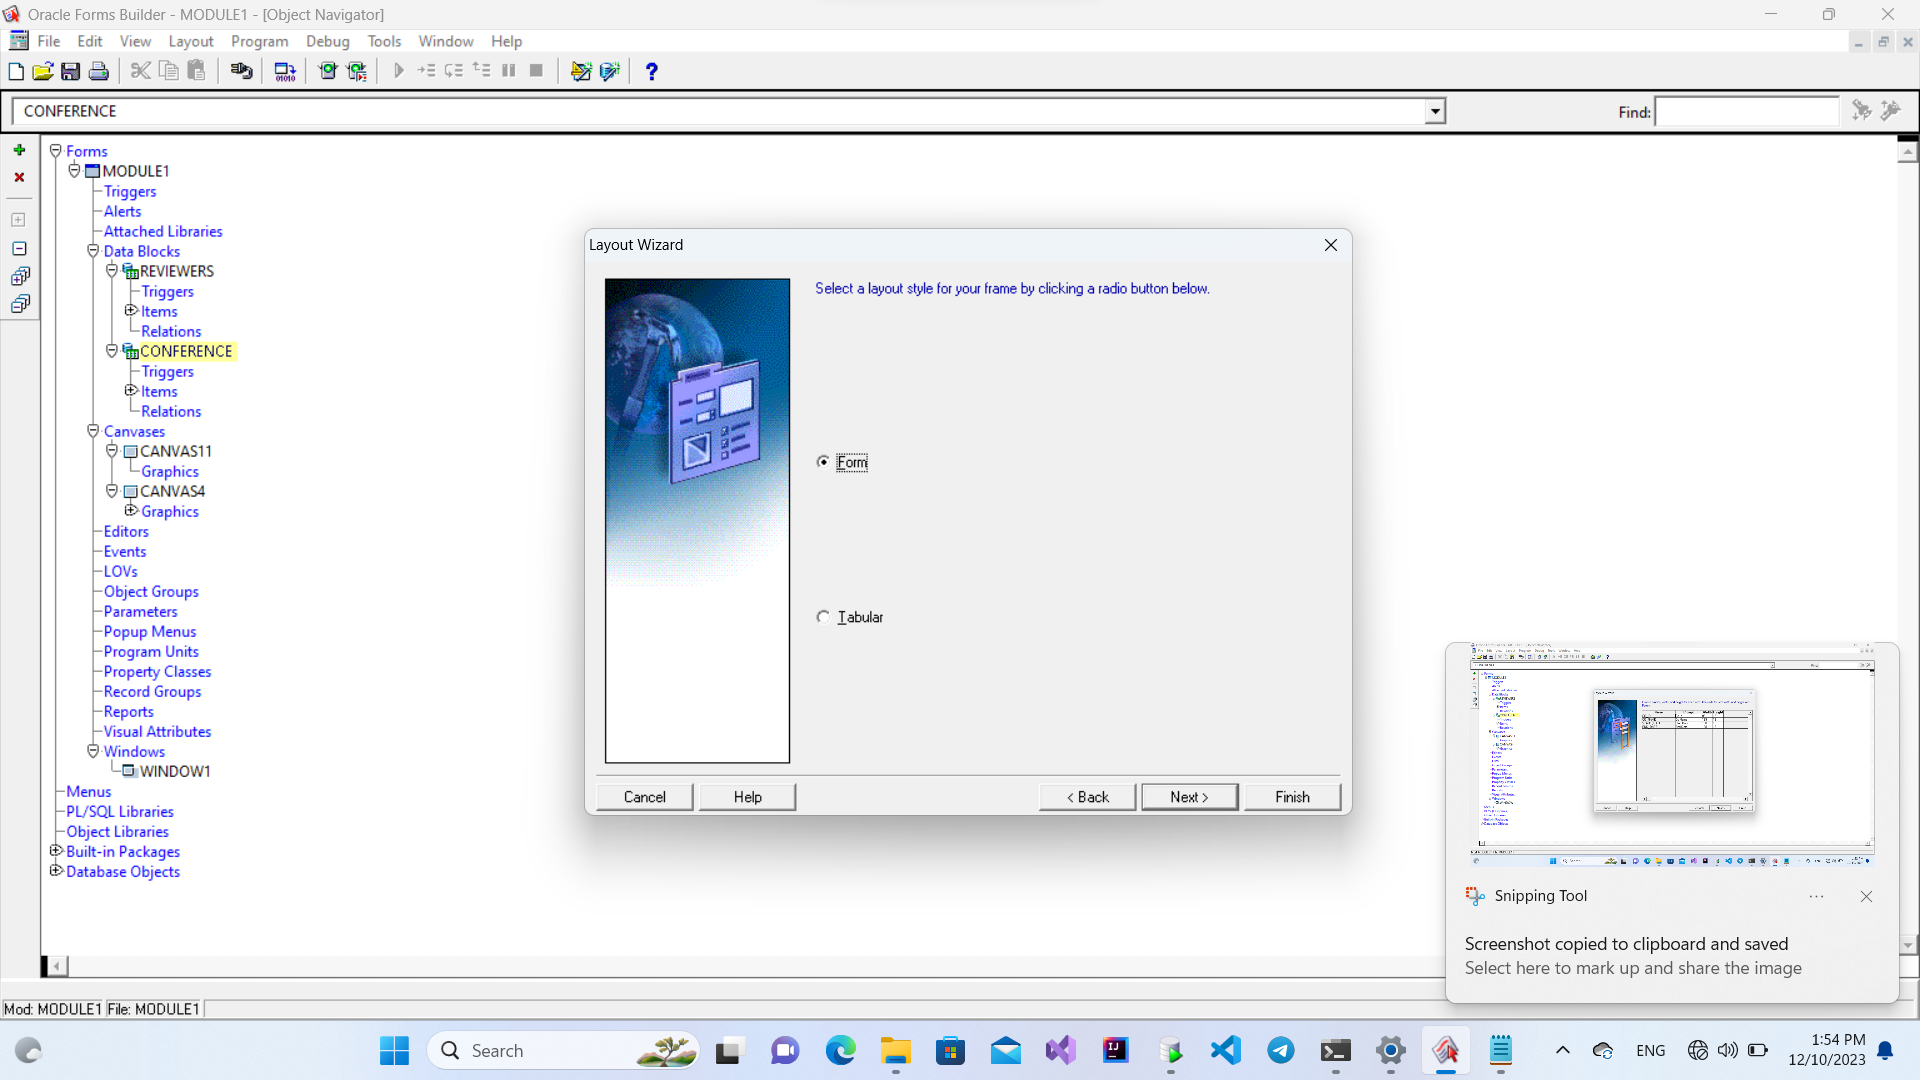 Oracle Forms Builder - MODULE1 - [Object Navigator]
File Edit View Layout Program Debug Tools Window Help
CONFERENCE
Find:
Forms
MODULE1
Triggers
Alerts
Attached Libraries
Data Blocks
REVIEWERS
Triggers
Items
Relations
CONFERENCE
Triggers
Items
Relations
Canvases
CANVAS11
Graphics
CANVAS4
Graphics
Editors
Events
LOVs
Object Groups
Parameters
Popup Menus
Program Units
Property Classes
Record Groups
Reports
Visual Attributes
Windows
WINDOW1
Menus
PL/SQL Libraries
Object Libraries
Built-in Packages
Database Objects
Layout Wizard
Select a layout style for your frame by clicking a radio button below.
Form
Tabular
Cancel Help < Back Next > Finish
Snipping Tool
Screenshot copied to clipboard and saved
Select here to mark up and share the image
Mod: MODULE1 File: MODULE1
Search
ENG
1:54 PM
12/10/2023